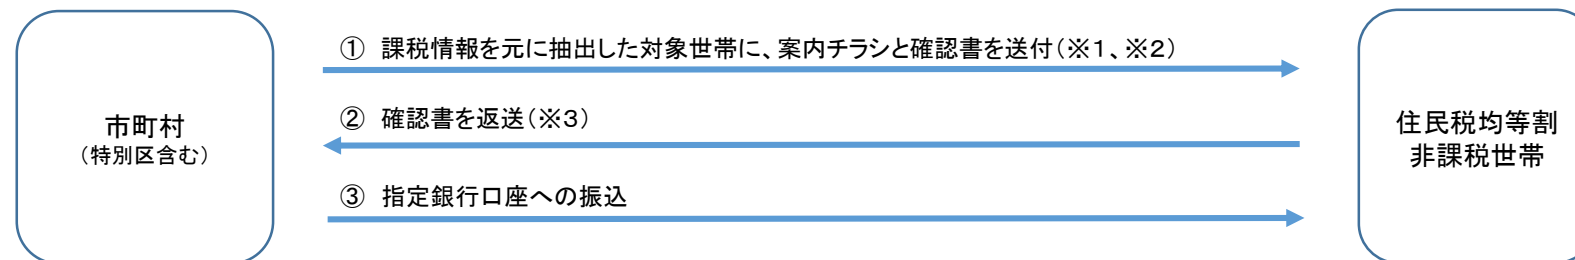 ① 課税情報を元に抽出した対象世帯に、案内チラシと確認書を送付(※1、※2)
市町村
(特別区含む)
② 確認書を返送(※3)
住民税均等割
非課税世帯
③ 指定銀行口座への振込